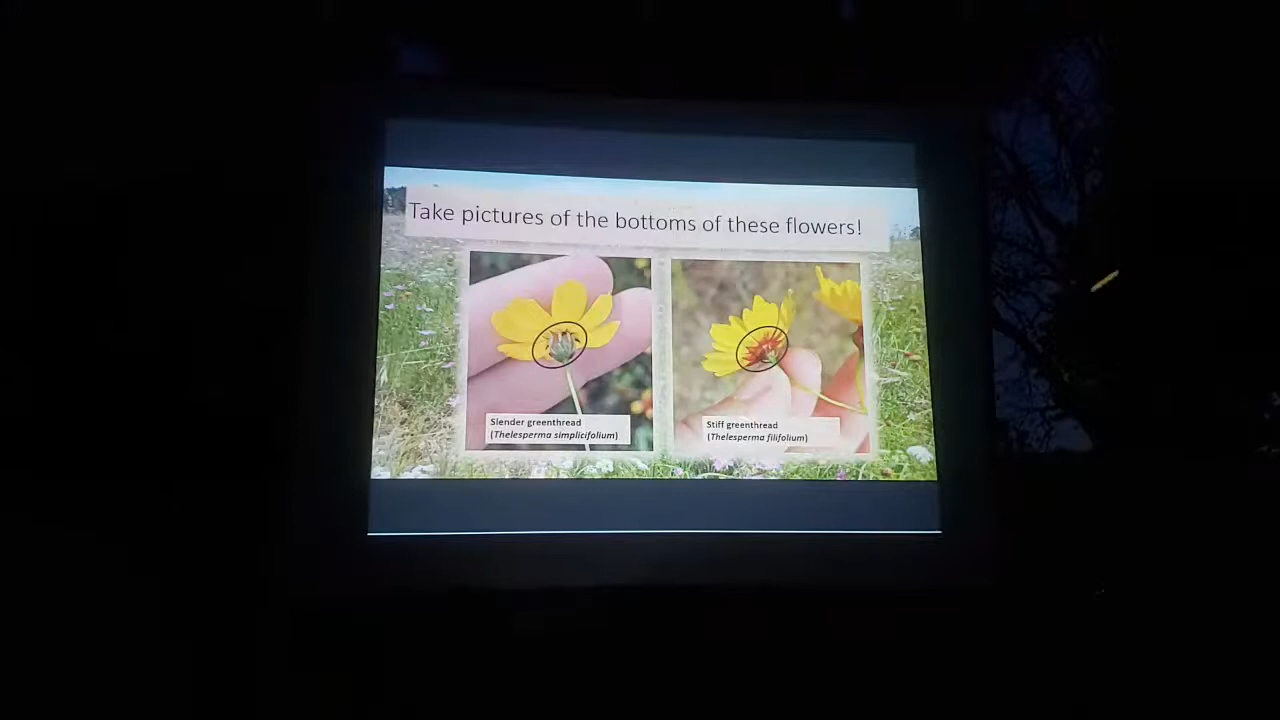 Take pictures of the bottoms of these flowers!
Slender greenthread
(Thelesperma simplicifolium)
Stiff greenthread
(Thelesperma filifolium)